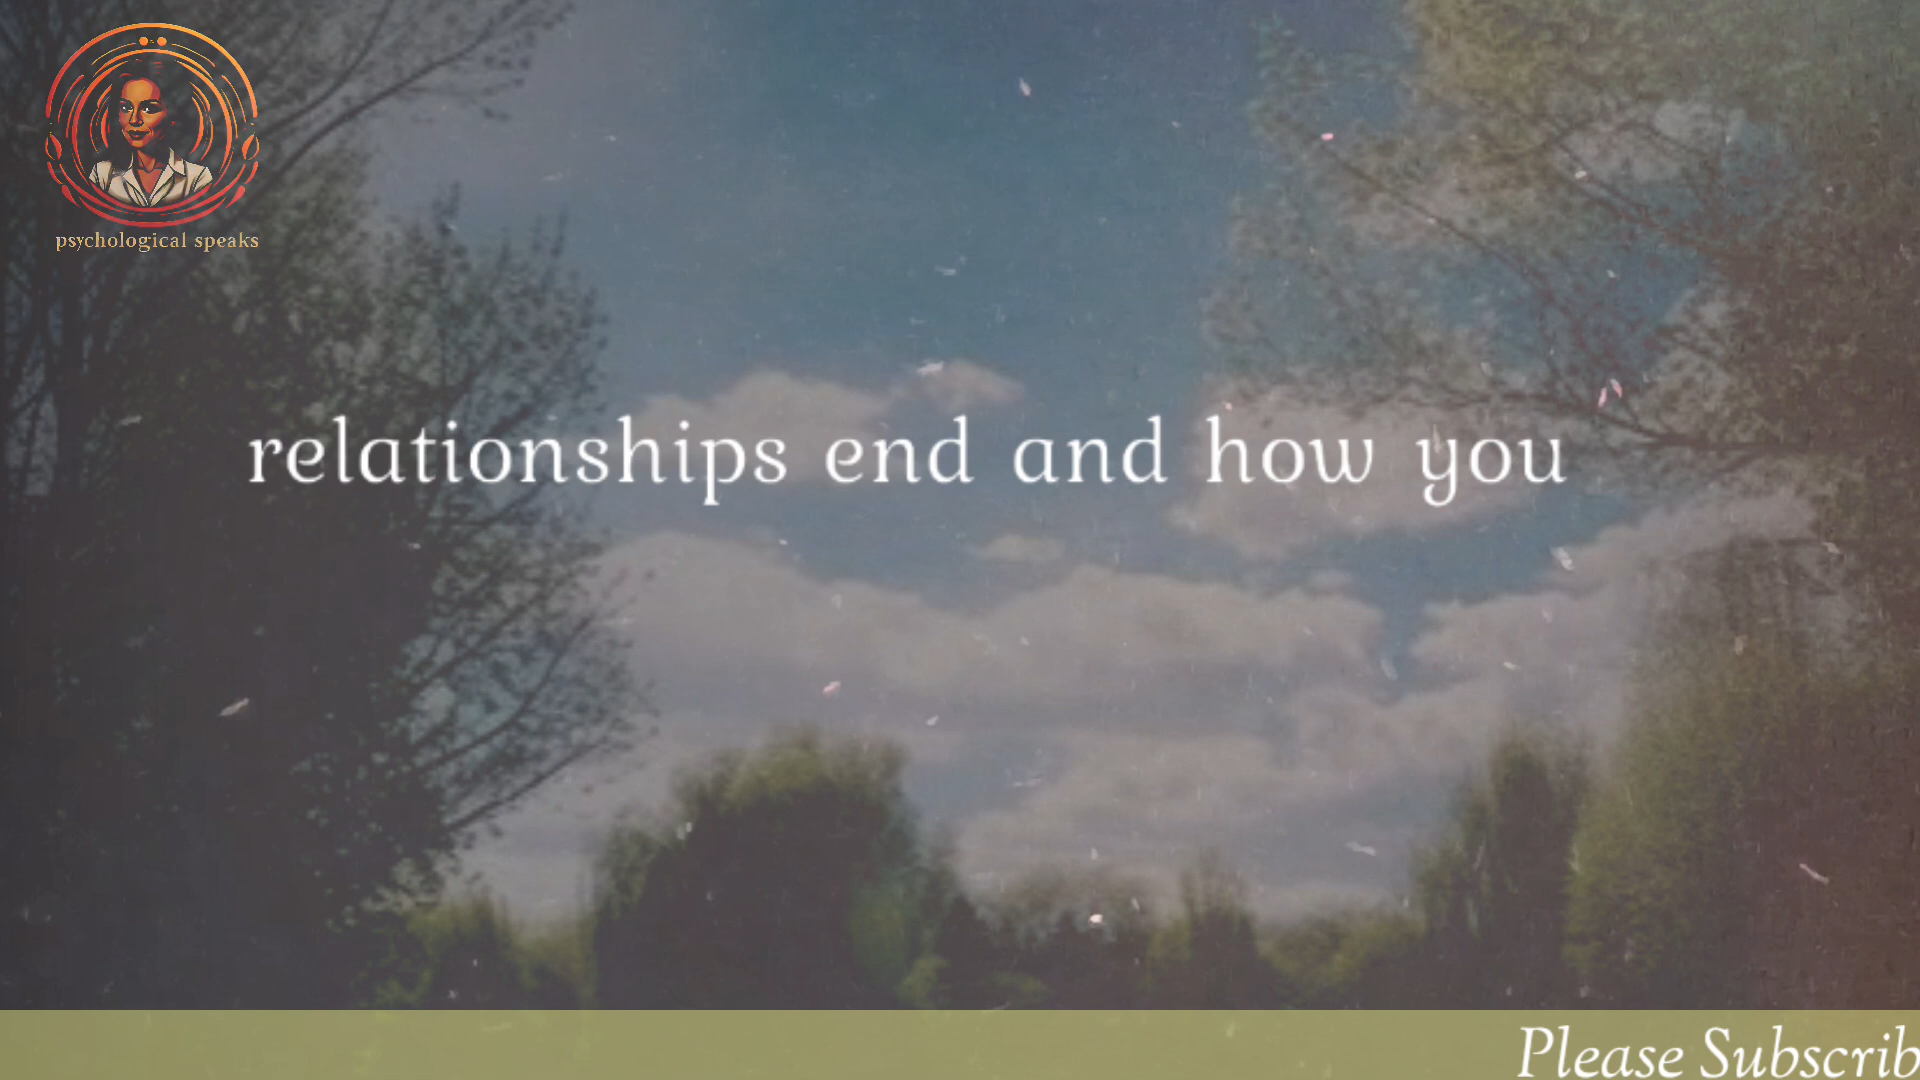 psychological speaks
relationships end and how you
Please Subscrib